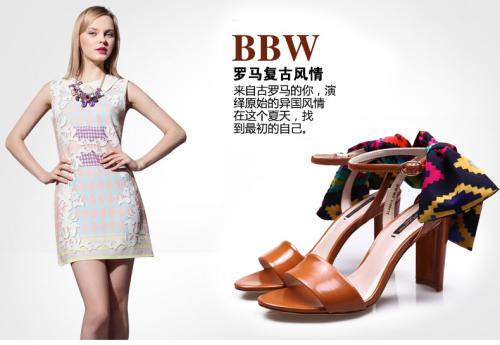 BBW
罗马复古风情
来自古罗马的你，演
绎原始的异国风情
在这个夏天，找
到最初的自己。